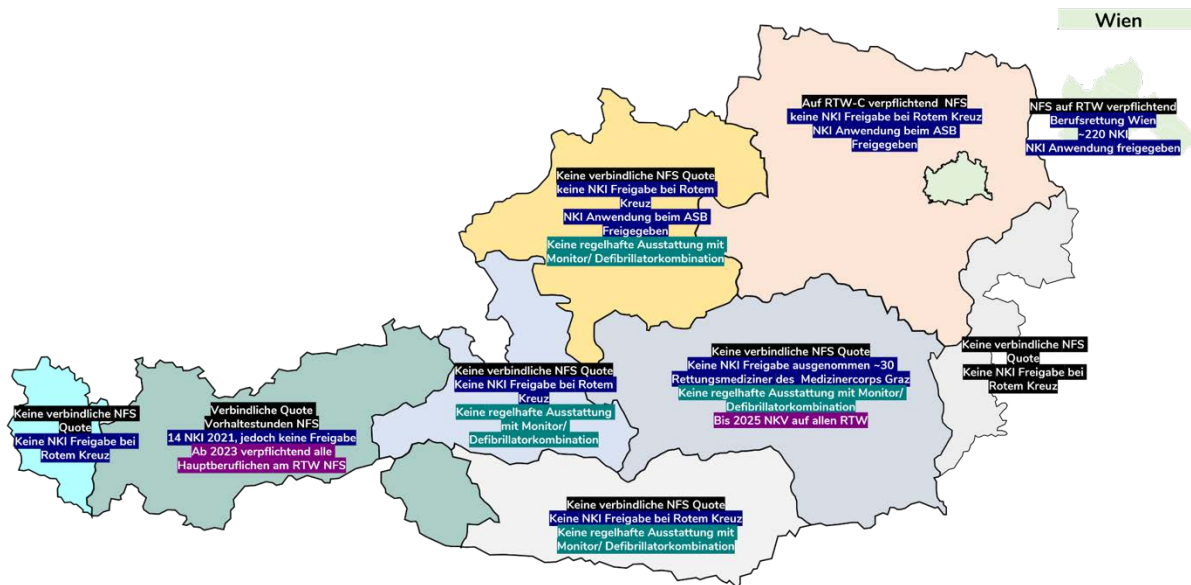 Wien
Auf RTW-C verpflichtend NFS
keine NKI Freigabe bei Rotem Kreuz
NKI Anwendung beim ASB
Freigegeben
NFS auf RTW verpflichtend
Berufsrettung Wien
~220 NKI
NKI Anwendung freigegeben
Keine verbindliche NFS Quote
keine NKI Freigabe bei Rotem
Kreuz
NKI Anwendung beim ASB
Freigegeben
Keine regelhafte Ausstattung mit
Monitor/ Defibrillatorkombination
Keine verbindliche NFS
Quote
Keine NKI Freigabe bei
Rotem Kreuz
Keine verbindliche NFS Quote
Keine NKI Freigabe ausgenommen ~30
Rettungsmediziner des Medizinercorps Graz
Keine regelhafte Ausstattung mit Monitor/
Defibrillatorkombination
Bis 2025 NKV auf allen RTW
Keine verbindliche NFS Quote
Keine NKI Freigabe bei Rotem
Kreuz
Keine regelhafte Ausstattung
mit Monitor/
Defibrillatorkombination
Keine verbindliche NFS
Quote
Keine NKI Freigabe bei
Rotem Kreuz
Verbindliche Quote
Vorhaltestunden NFS
14 NKI 2021, jedoch keine Freigabe
Ab 2023 verpflichtend alle
Hauptberuflichen am RTW NFS
Keine verbindliche NFS Quote
Keine NKI Freigabe bei Rotem Kreuz
Keine regelhafte Ausstattung mit
Monitor/ Defibrillatorkombination